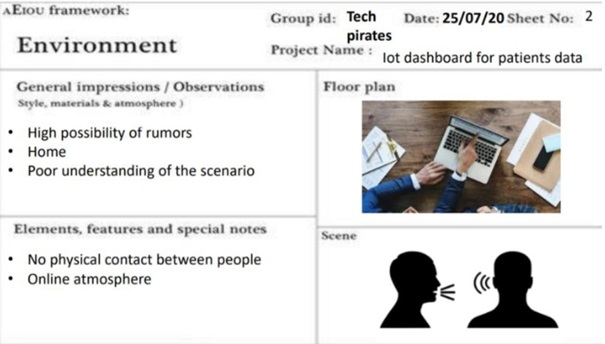 AEIOU framework:
Environment
Group id: Tech pirates
Date: 25/07/20 Sheet No: 2
Project Name : Iot dashboard for patients data
General impressions / Observations
Style, materials & atmosphere )
• High possibility of rumors
• Home
• Poor understanding of the scenario
Floor plan
Elements, features and special notes
• No physical contact between people
• Online atmosphere
Scene